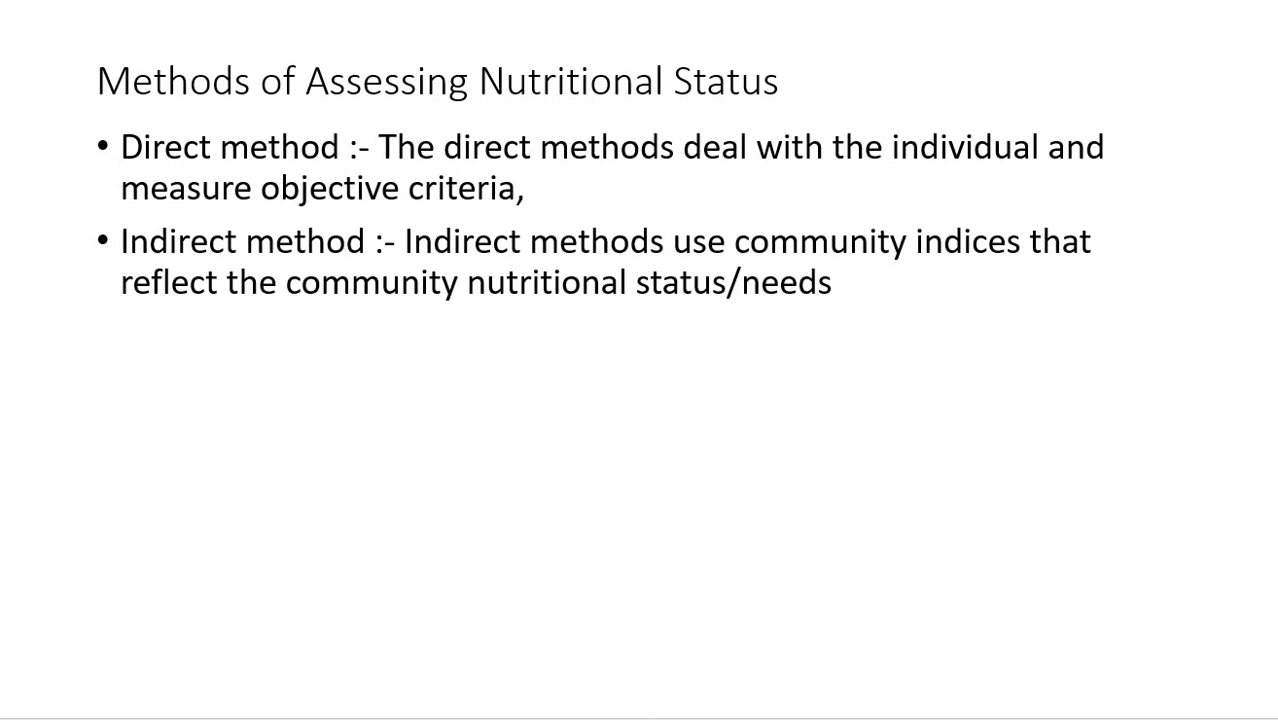 Methods of Assessing Nutritional Status
• Direct method :- The direct methods deal with the individual and
measure objective criteria,
• Indirect method :- Indirect methods use community indices that
reflect the community nutritional status/needs